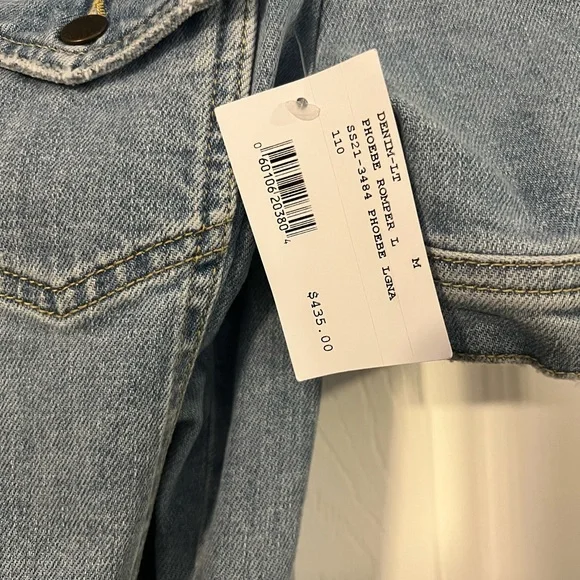 DENIM-LT
PHOEBE ROMPER L M
SS21-3484 PHOEBE LGNA
110
0 60106 20380 4
$435.00